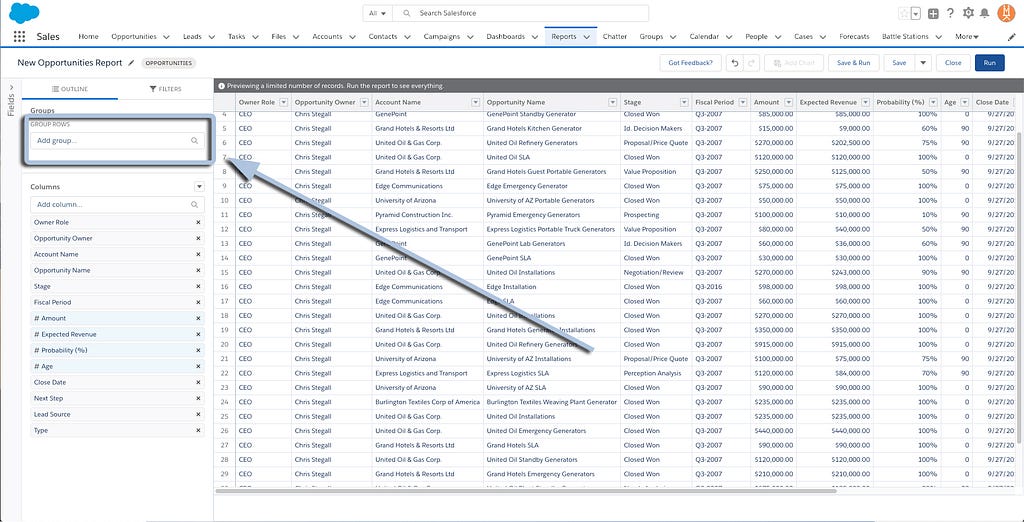 All Search Salesforce
Sales Home Opportunities Leads Tasks Files Accounts Contacts Campaigns Dashboards Reports Chatter Groups Calendar People Cases Forecasts Battle Stations More
New Opportunities Report OPPORTUNITIES Got Feedback? Add Chart Save & Run Save Close Run
Fields
OUTLINE FILTERS
Previewing a limited number of records. Run the report to see everything.
Groups
GROUP ROWS
Add group...
Columns
Add column...
Owner Role
Opportunity Owner
Account Name
Opportunity Name
Stage
Fiscal Period
# Amount
# Expected Revenue
# Probability (%)
# Age
Close Date
Next Step
Lead Source
Type
Owner Role Opportunity Owner Account Name Opportunity Name Stage Fiscal Period Amount Expected Revenue Probability (%) Age Close Date
4 CEO Chris Stegall GenePoint GenePoint Standby Generator Closed Won Q3-2007 $85,000.00 $85,000.00 100% 9/27/20
5 CEO Chris Stegall Grand Hotels & Resorts Ltd Grand Hotels Kitchen Generator Id. Decision Makers Q3-2007 $15,000.00 $9,000.00 60% 90 9/27/20
6 CEO Chris Stegall United Oil & Gas Corp. United Oil Refinery Generators Proposal/Price Quote Q3-2007 $270,000.00 $202,500.00 75% 90 9/27/20
7 CEO Chris Stegall United Oil & Gas Corp. United Oil SLA Closed Won Q3-2007 $120,000.00 $120,000.00 100% 9/27/20
8 Chris Stegall Grand Hotels & Resorts Ltd Grand Hotels Guest Portable Generators Value Proposition Q3-2007 $250,000.00 $125,000.00 50% 90 9/27/20
9 CEO Chris Stegall Edge Communications Edge Emergency Generator Closed Won Q3-2007 $75,000.00 $75,000.00 100% 9/27/20
10 CEO Chris Stegall University of Arizona University of AZ Portable Generators Closed Won Q3-2007 $50,000.00 $50,000.00 100% 9/27/20
11 CEO Chris Stegall Pyramid Construction Inc. Pyramid Emergency Generators Prospecting Q3-2007 $100,000.00 $10,000.00 10% 90 9/27/20
12 CEO Chris Stegall Express Logistics and Transport Express Logistics Portable Truck Generators Value Proposition Q3-2007 $80,000.00 $40,000.00 50% 90 9/27/20
13 CEO Chris Stegall GenePoint GenePoint Lab Generators Id. Decision Makers Q3-2007 $60,000.00 $36,000.00 60% 90 9/27/20
14 CEO Chris Stegall GenePoint GenePoint SLA Closed Won Q3-2007 $30,000.00 $30,000.00 100% 9/27/20
15 CEO Chris Stegall United Oil & Gas Corp. United Oil Installations Negotiation/Review Q3-2007 $270,000.00 $243,000.00 90% 90 9/27/20
16 CEO Chris Stegall Edge Communications Edge Installation Closed Won Q3-2016 $98,000.00 $98,000.00 100% 9/27/20
17 CEO Chris Stegall Edge Communications Edge SLA Closed Won Q3-2007 $60,000.00 $60,000.00 100% 9/27/20
18 CEO Chris Stegall United Oil & Gas Corp. United Oil Installations Closed Won Q3-2007 $270,000.00 $270,000.00 100% 9/27/20
19 CEO Chris Stegall Grand Hotels & Resorts Ltd Grand Hotels Generator Installations Closed Won Q3-2007 $350,000.00 $350,000.00 100% 9/27/20
20 CEO Chris Stegall United Oil & Gas Corp. United Oil Refinery Generators Closed Won Q3-2007 $915,000.00 $915,000.00 100% 9/27/20
21 CEO Chris Stegall University of Arizona University of AZ Installations Proposal/Price Quote Q3-2007 $100,000.00 $75,000.00 75% 90 9/27/20
22 CEO Chris Stegall Express Logistics and Transport Express Logistics SLA Perception Analysis Q3-2007 $120,000.00 $84,000.00 70% 90 9/27/20
23 CEO Chris Stegall University of Arizona University of AZ SLA Closed Won Q3-2007 $90,000.00 $90,000.00 100% 9/27/20
24 CEO Chris Stegall Burlington Textiles Corp of America Burlington Textiles Weaving Plant Generator Closed Won Q3-2007 $235,000.00 $235,000.00 100% 9/27/20
25 CEO Chris Stegall United Oil & Gas Corp. United Oil Installations Closed Won Q3-2007 $235,000.00 $235,000.00 100% 9/27/20
26 CEO Chris Stegall United Oil & Gas Corp. United Oil Emergency Generators Closed Won Q3-2007 $440,000.00 $440,000.00 100% 9/27/20
27 CEO Chris Stegall Grand Hotels & Resorts Ltd Grand Hotels SLA Closed Won Q3-2007 $90,000.00 $90,000.00 100% 9/27/20
28 CEO Chris Stegall United Oil & Gas Corp. United Oil Standby Generators Closed Won Q3-2007 $120,000.00 $120,000.00 100% 9/27/20
29 CEO Chris Stegall Grand Hotels & Resorts Ltd Grand Hotels Emergency Generators Closed Won Q3-2007 $210,000.00 $210,000.00 100% 9/27/20